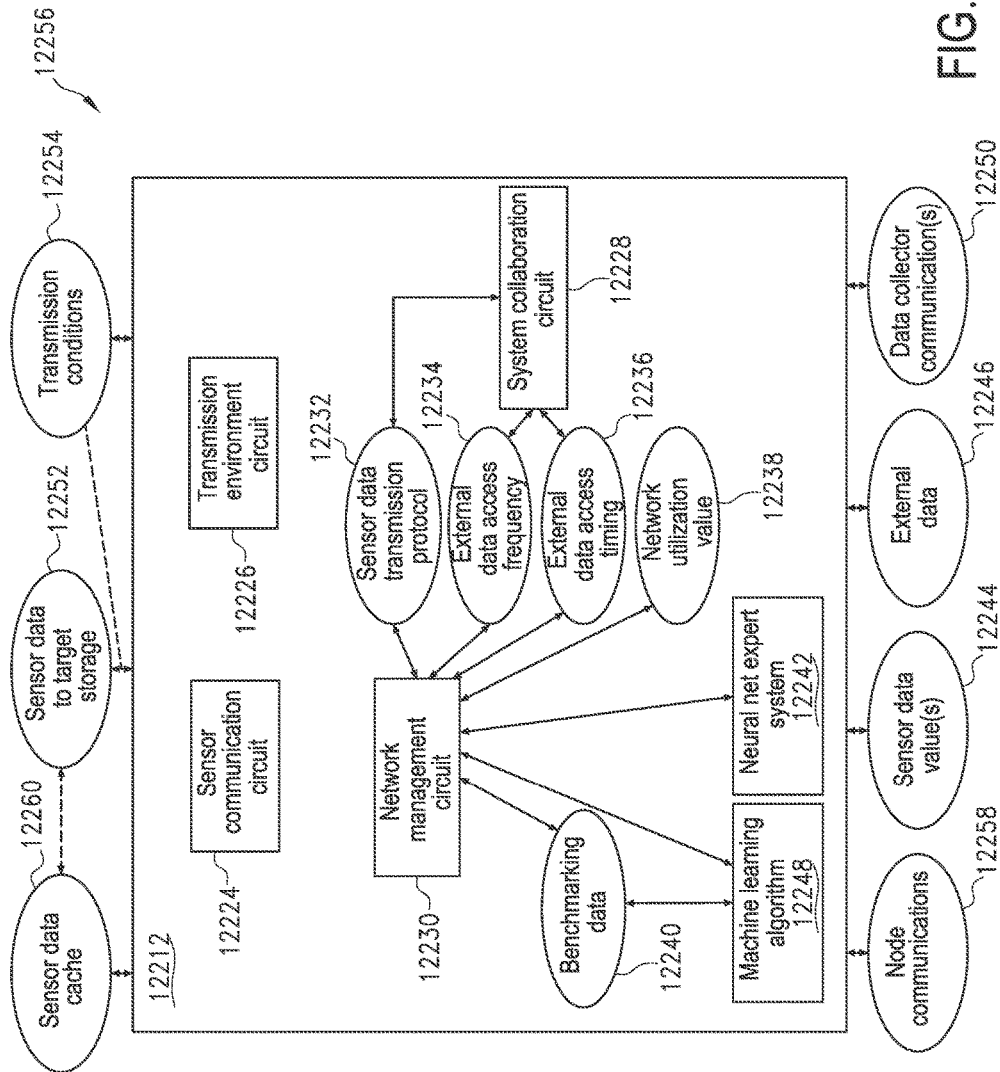 12256
12260
12252
12254
Sensor data
cache
Sensor data
to target
storage
Transmission
conditions
12212
Sensor
communication
circuit
12224
Transmission
environment
circuit
12226
Network
management
circuit
12230
Sensor data
transmission
protocol
12232
External
data access
frequency
12234
External
data access
timing
12236
Network
utilization
value
12238
System collaboration
circuit
12228
Benchmarking
data
12240
Machine learning
algorithm
12248
Neural net expert
system
12242
Node
communications
12258
Sensor data
value(s)
12244
External
data
12246
Data collector
communication(s)
12250
FIG.